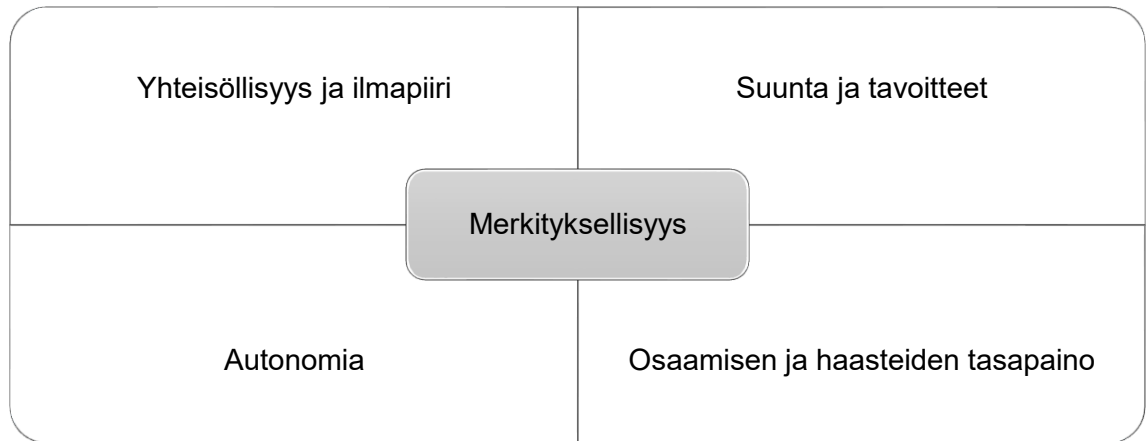 Yhteisöllisyys ja ilmapiiri
Suunta ja tavoitteet
Merkityksellisyys
Autonomia
Osaamisen ja haasteiden tasapaino